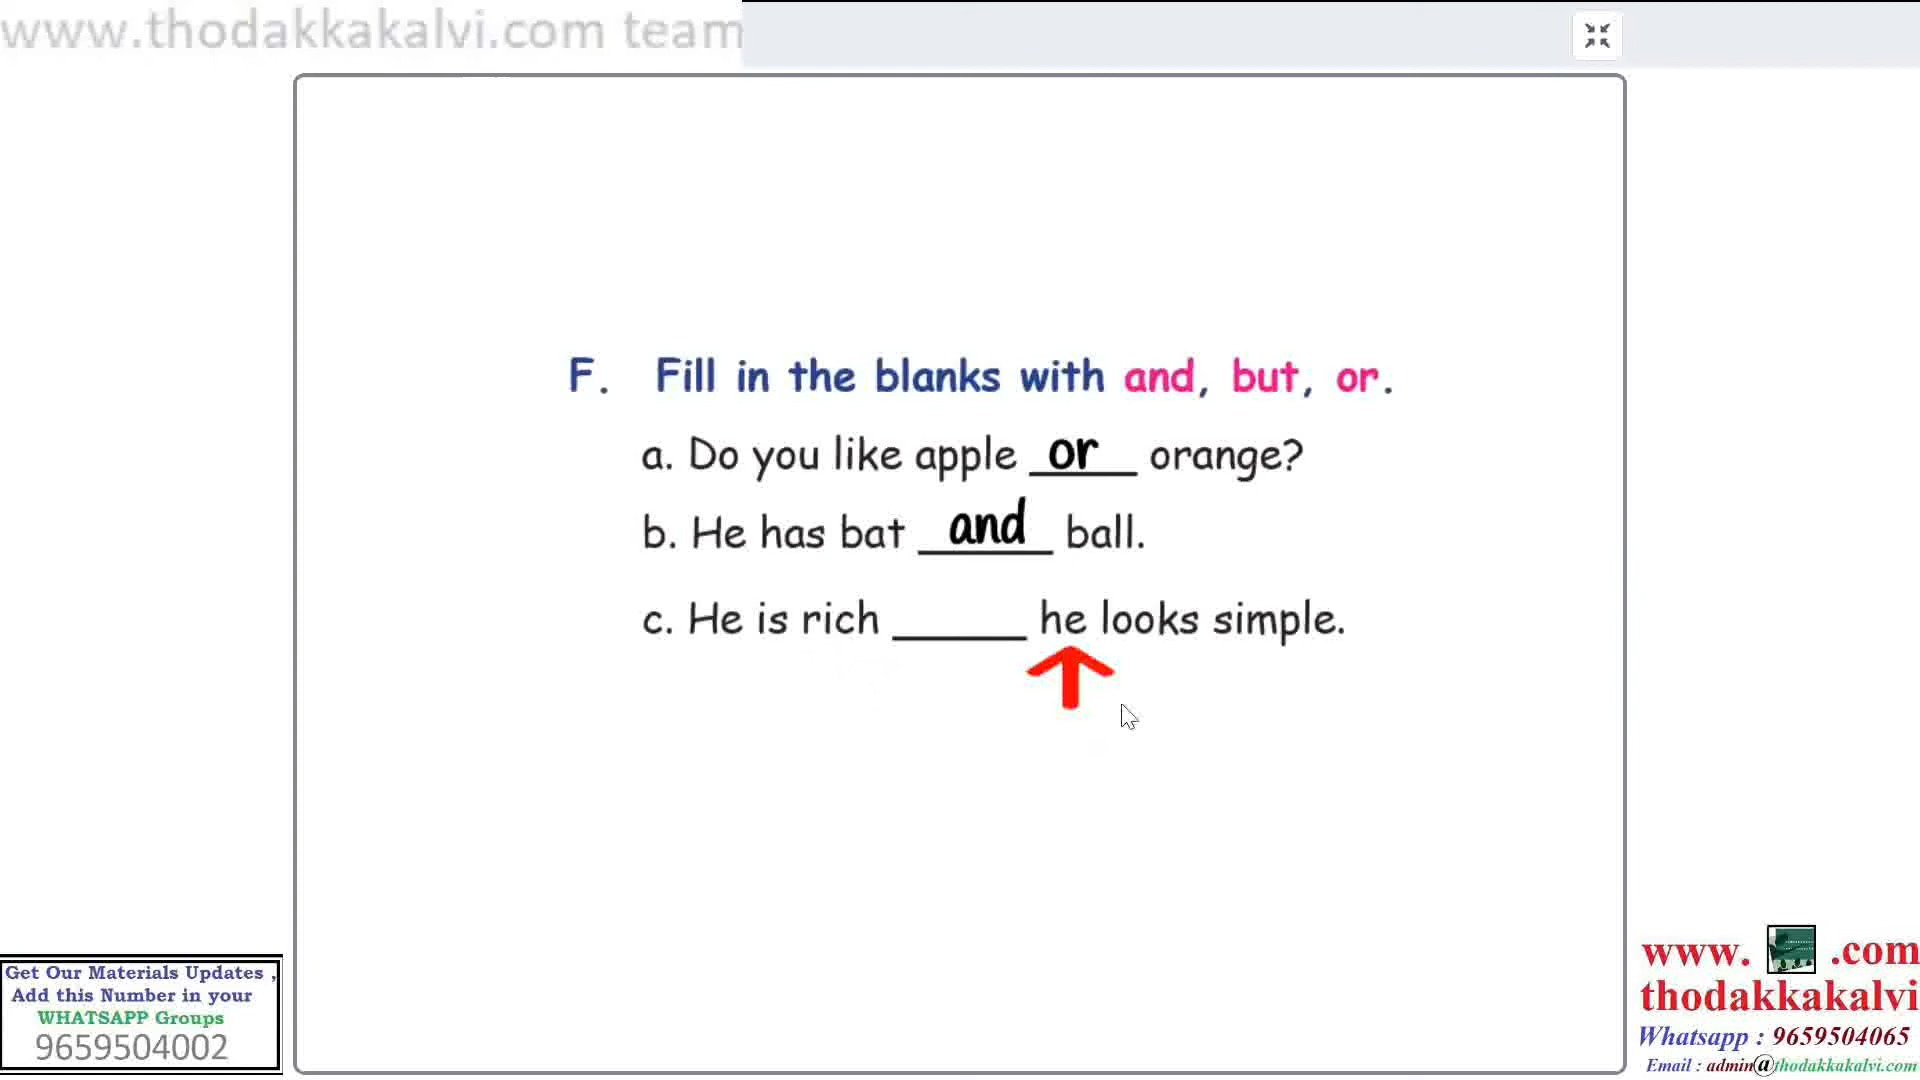 www.thodakkakalvi.com team
F. Fill in the blanks with and, but, or.
a. Do you like apple or orange?
b. He has bat and ball.
c. He is rich ______ he looks simple.
Get Our Materials Updates ,
Add this Number in your
WHATSAPP Groups
9659504002
www. .com
thodakkakalvi
Whatsapp : 9659504065
Email : admin@thodakkakalvi.com